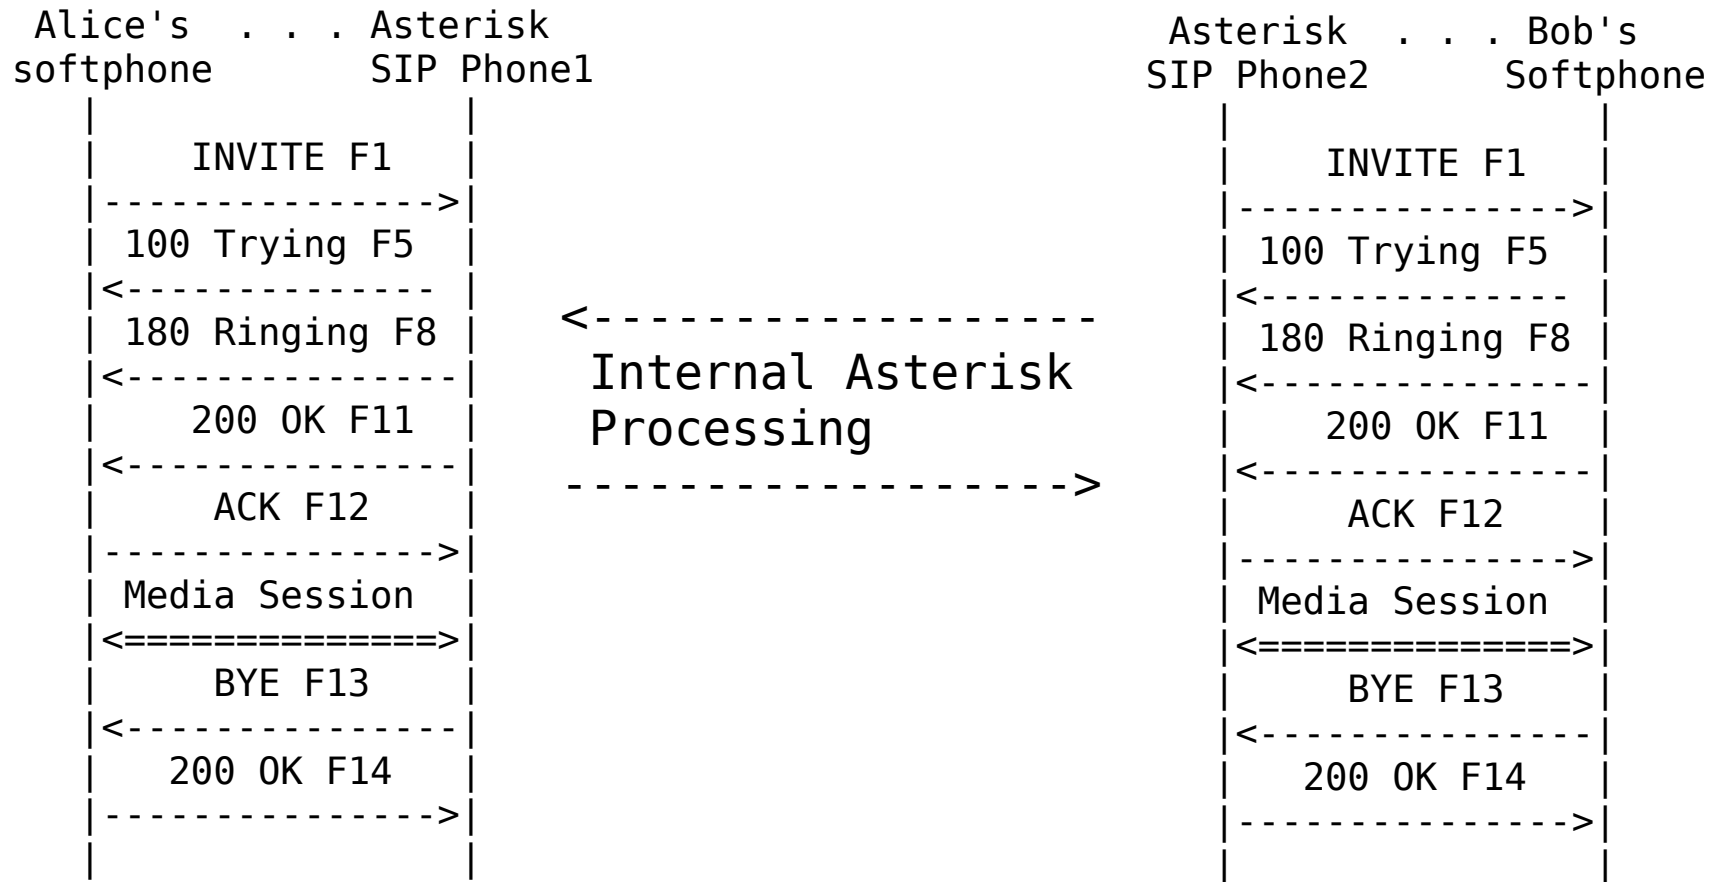 Alice's . . . Asterisk
softphone SIP Phone1
INVITE F1
--------------->
100 Trying F5
<--------------
180 Ringing F8
<---------------
200 OK F11
<---------------
ACK F12
--------------->
Media Session
<==============>
BYE F13
<---------------
200 OK F14
--------------->
<------------------
Internal Asterisk
Processing
------------------>
Asterisk . . . Bob's
SIP Phone2 Softphone
INVITE F1
--------------->
100 Trying F5
<--------------
180 Ringing F8
<---------------
200 OK F11
<---------------
ACK F12
--------------->
Media Session
<==============>
BYE F13
<---------------
200 OK F14
--------------->